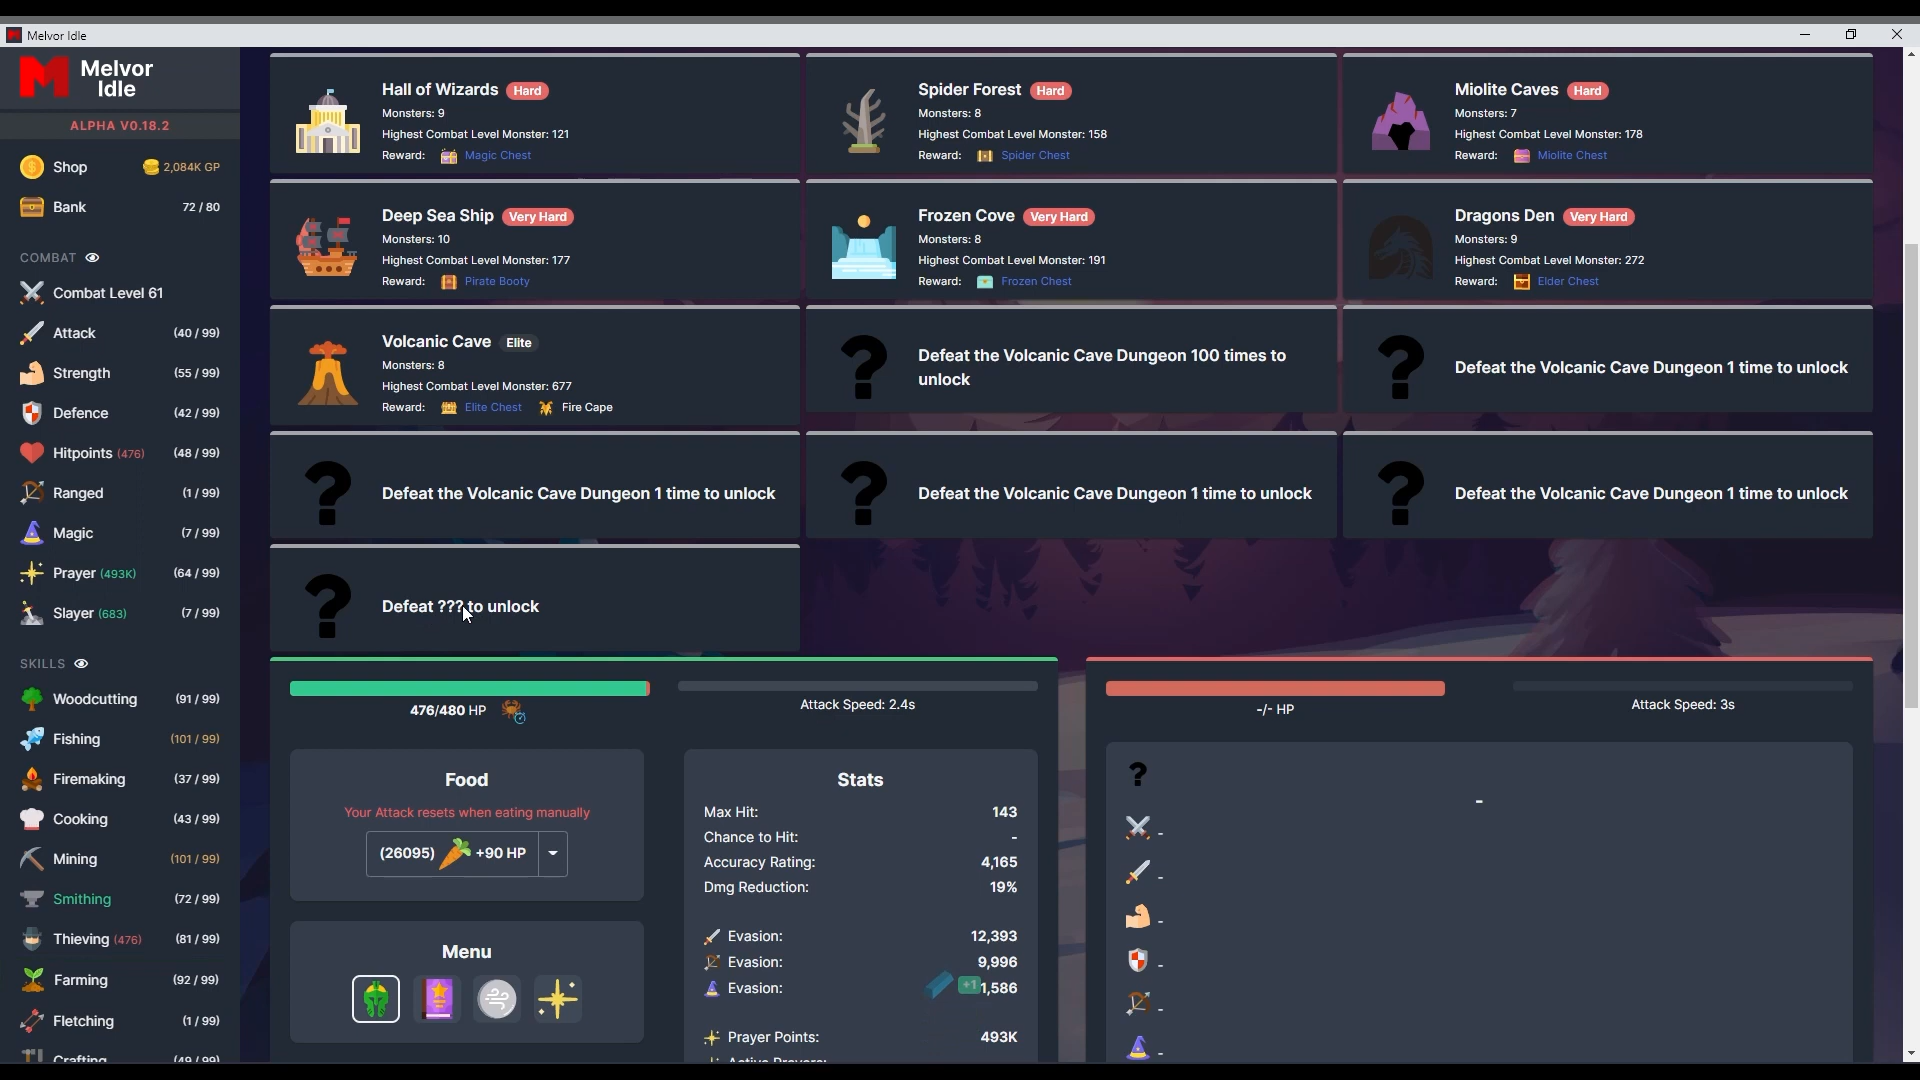 Melvor Idle
Melvor
Idle
ALPHA V0.18.2
Shop 2,084K GP
Bank 72 / 80
COMBAT
Combat Level 61
Attack (40 / 99)
Strength (55 / 99)
Defence (42 / 99)
Hitpoints (476) (48 / 99)
Ranged (1 / 99)
Magic (7 / 99)
Prayer (493K) (64 / 99)
Slayer (683) (7 / 99)
SKILLS
Woodcutting (91 / 99)
Fishing (101 / 99)
Firemaking (37 / 99)
Cooking (43 / 99)
Mining (101 / 99)
Smithing (72 / 99)
Thieving (476) (81 / 99)
Farming (92 / 99)
Fletching (1 / 99)
Crafting (49 / 99)
Hall of Wizards Hard
Monsters: 9
Highest Combat Level Monster: 121
Reward: Magic Chest
Spider Forest Hard
Monsters: 8
Highest Combat Level Monster: 158
Reward: Spider Chest
Miolite Caves Hard
Monsters: 7
Highest Combat Level Monster: 178
Reward: Miolite Chest
Deep Sea Ship Very Hard
Monsters: 10
Highest Combat Level Monster: 177
Reward: Pirate Booty
Frozen Cove Very Hard
Monsters: 8
Highest Combat Level Monster: 191
Reward: Frozen Chest
Dragons Den Very Hard
Monsters: 9
Highest Combat Level Monster: 272
Reward: Elder Chest
Volcanic Cave Elite
Monsters: 8
Highest Combat Level Monster: 677
Reward: Elite Chest Fire Cape
? Defeat the Volcanic Cave Dungeon 100 times to
unlock
? Defeat the Volcanic Cave Dungeon 1 time to unlock
? Defeat the Volcanic Cave Dungeon 1 time to unlock
? Defeat the Volcanic Cave Dungeon 1 time to unlock
? Defeat the Volcanic Cave Dungeon 1 time to unlock
? Defeat ??? to unlock
476/480 HP
Attack Speed: 2.4s
Food
Your Attack resets when eating manually
(26095) +90 HP
Menu
Stats
Max Hit: 143
Chance to Hit: -
Accuracy Rating: 4,165
Dmg Reduction: 19%
Evasion: 12,393
Evasion: 9,996
Evasion: +1 1,586
Prayer Points: 493K
Active Prayers:
-/- HP
Attack Speed: 3s
?
-
-
-
-
-
-
-